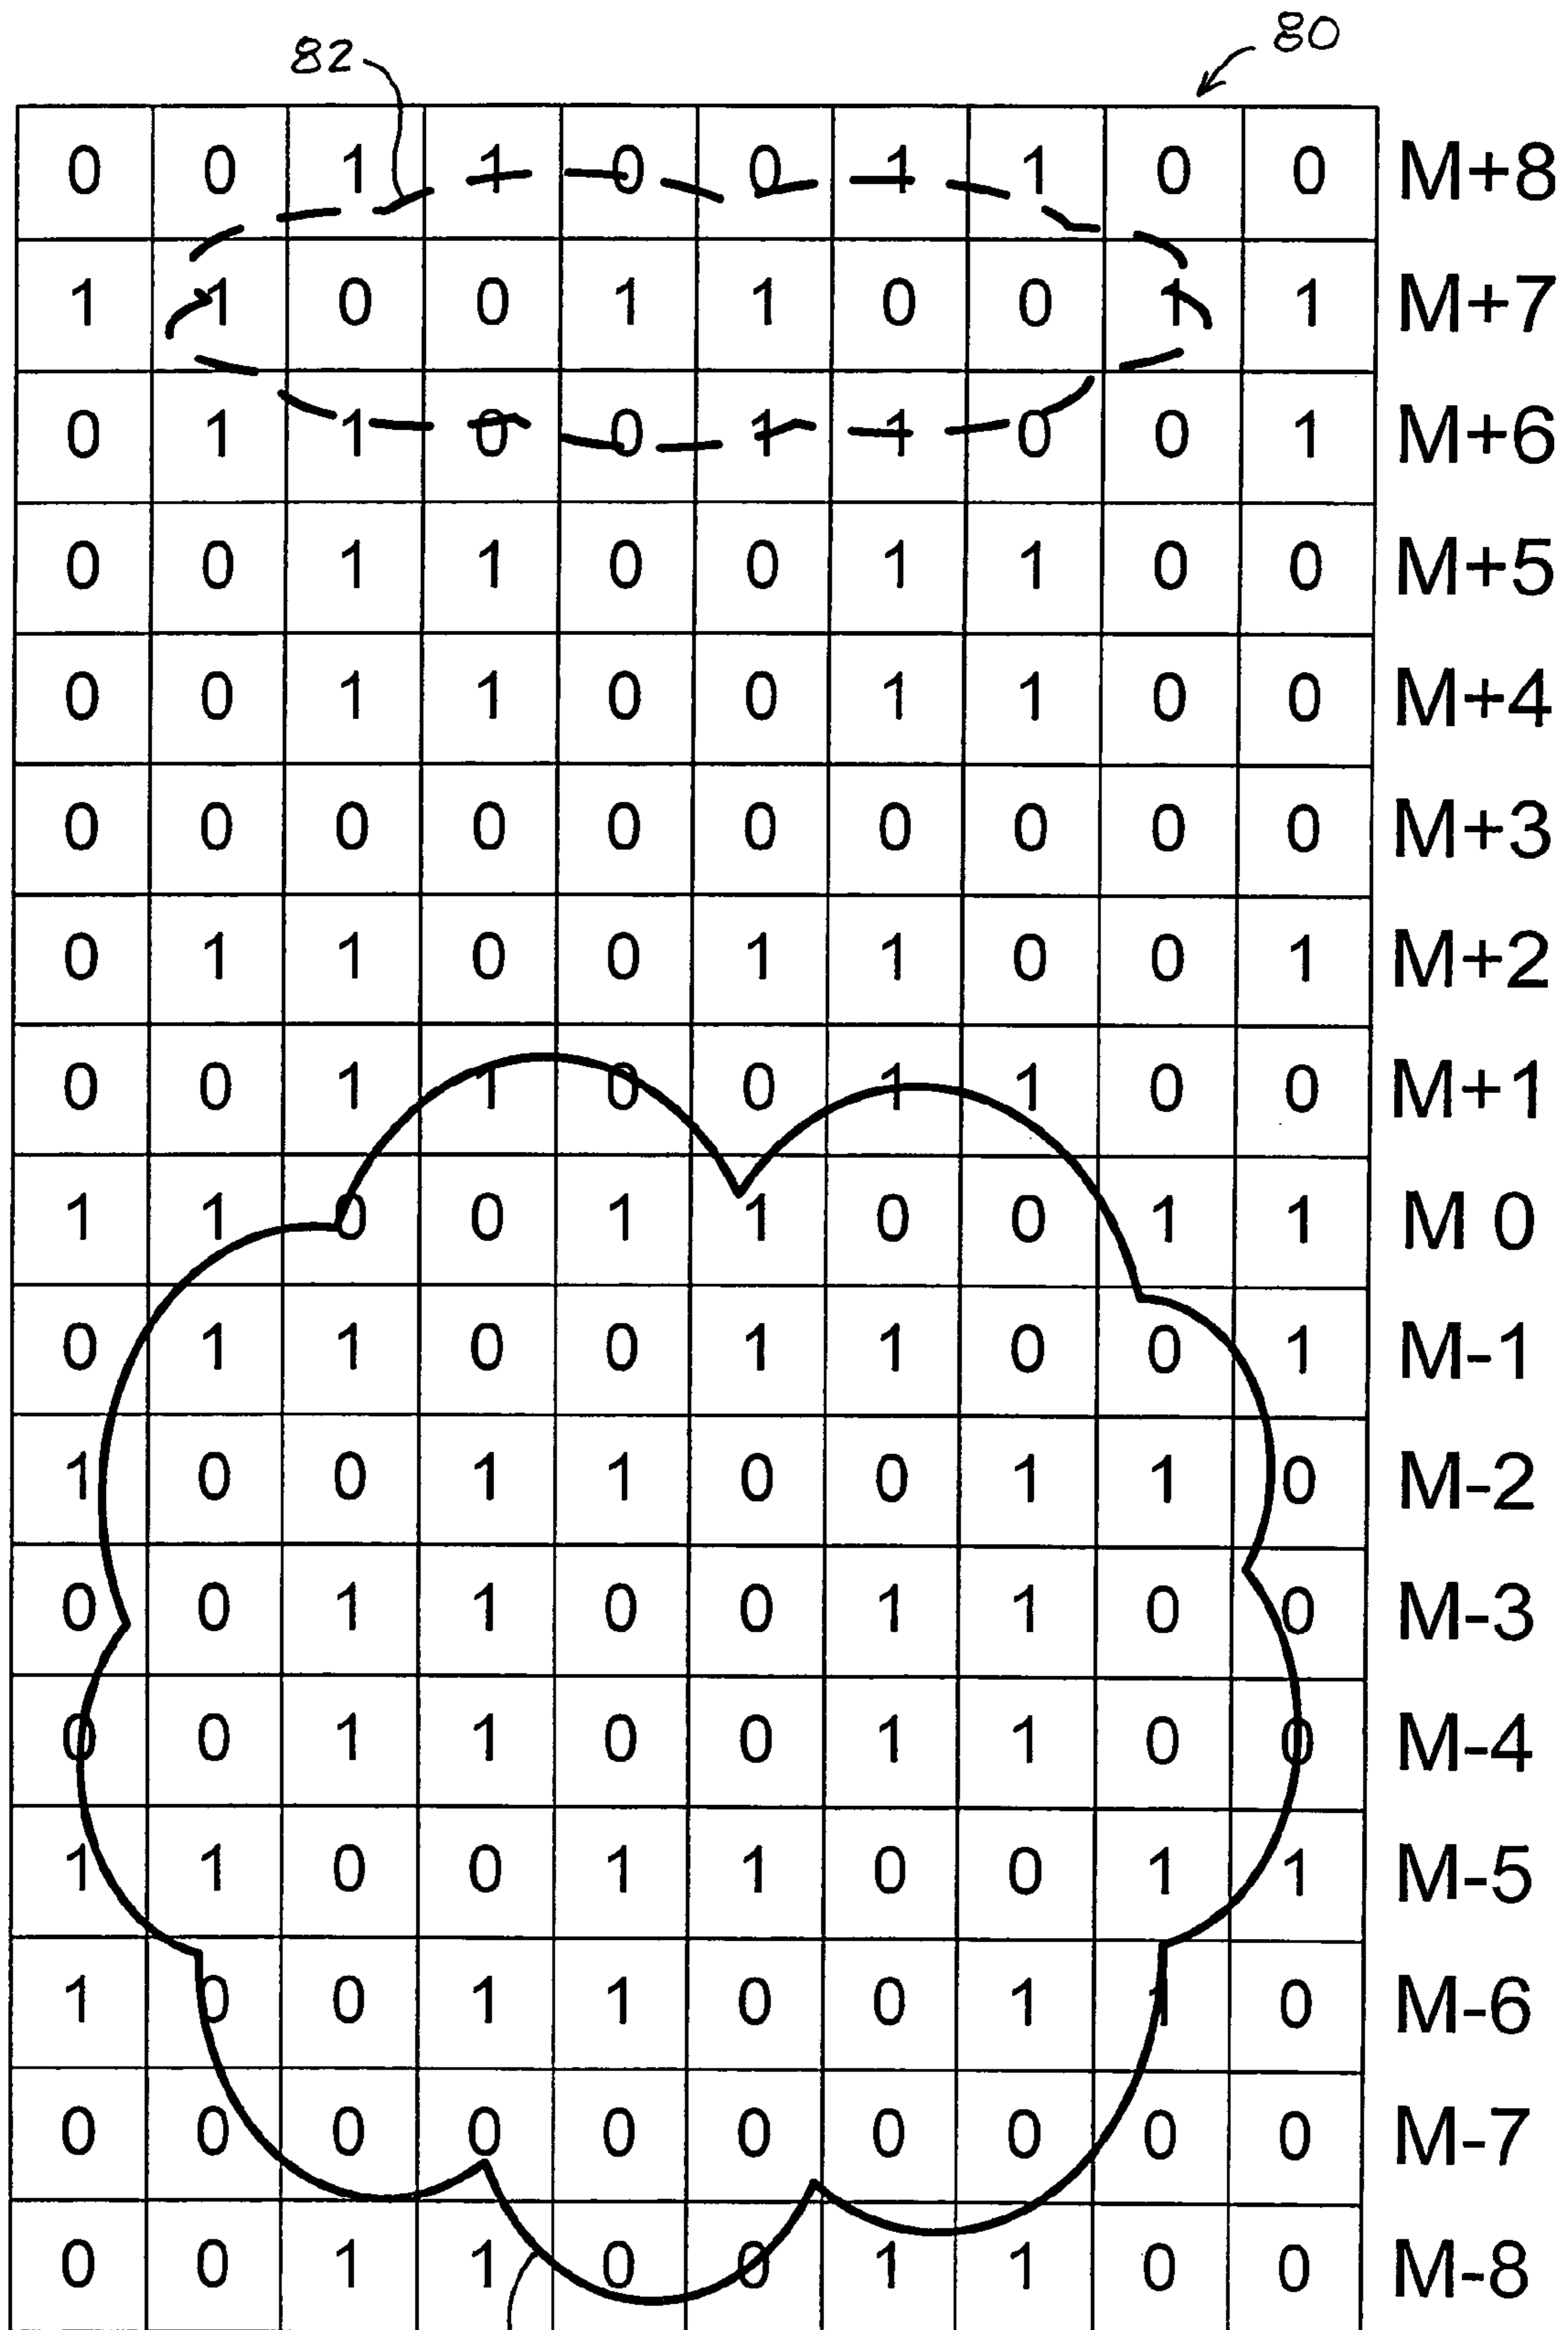 82 80
0 0 1 1 0 0 1 1 0 0 M+8
1 1 0 0 1 1 0 0 1 1 M+7
0 1 1 0 0 1 1 0 0 1 M+6
0 0 1 1 0 0 1 1 0 0 M+5
0 0 1 1 0 0 1 1 0 0 M+4
0 0 0 0 0 0 0 0 0 0 M+3
0 1 1 0 0 1 1 0 0 1 M+2
0 0 1 1 0 0 1 1 0 0 M+1
1 1 0 0 1 1 0 0 1 1 M 0
0 1 1 0 0 1 1 0 0 1 M-1
1 0 0 1 1 0 0 1 1 0 M-2
0 0 1 1 0 0 1 1 0 0 M-3
0 0 1 1 0 0 1 1 0 0 M-4
1 1 0 0 1 1 0 0 1 1 M-5
1 0 0 1 1 0 0 1 1 0 M-6
0 0 0 0 0 0 0 0 0 0 M-7
0 0 1 1 0 0 1 1 0 0 M-8